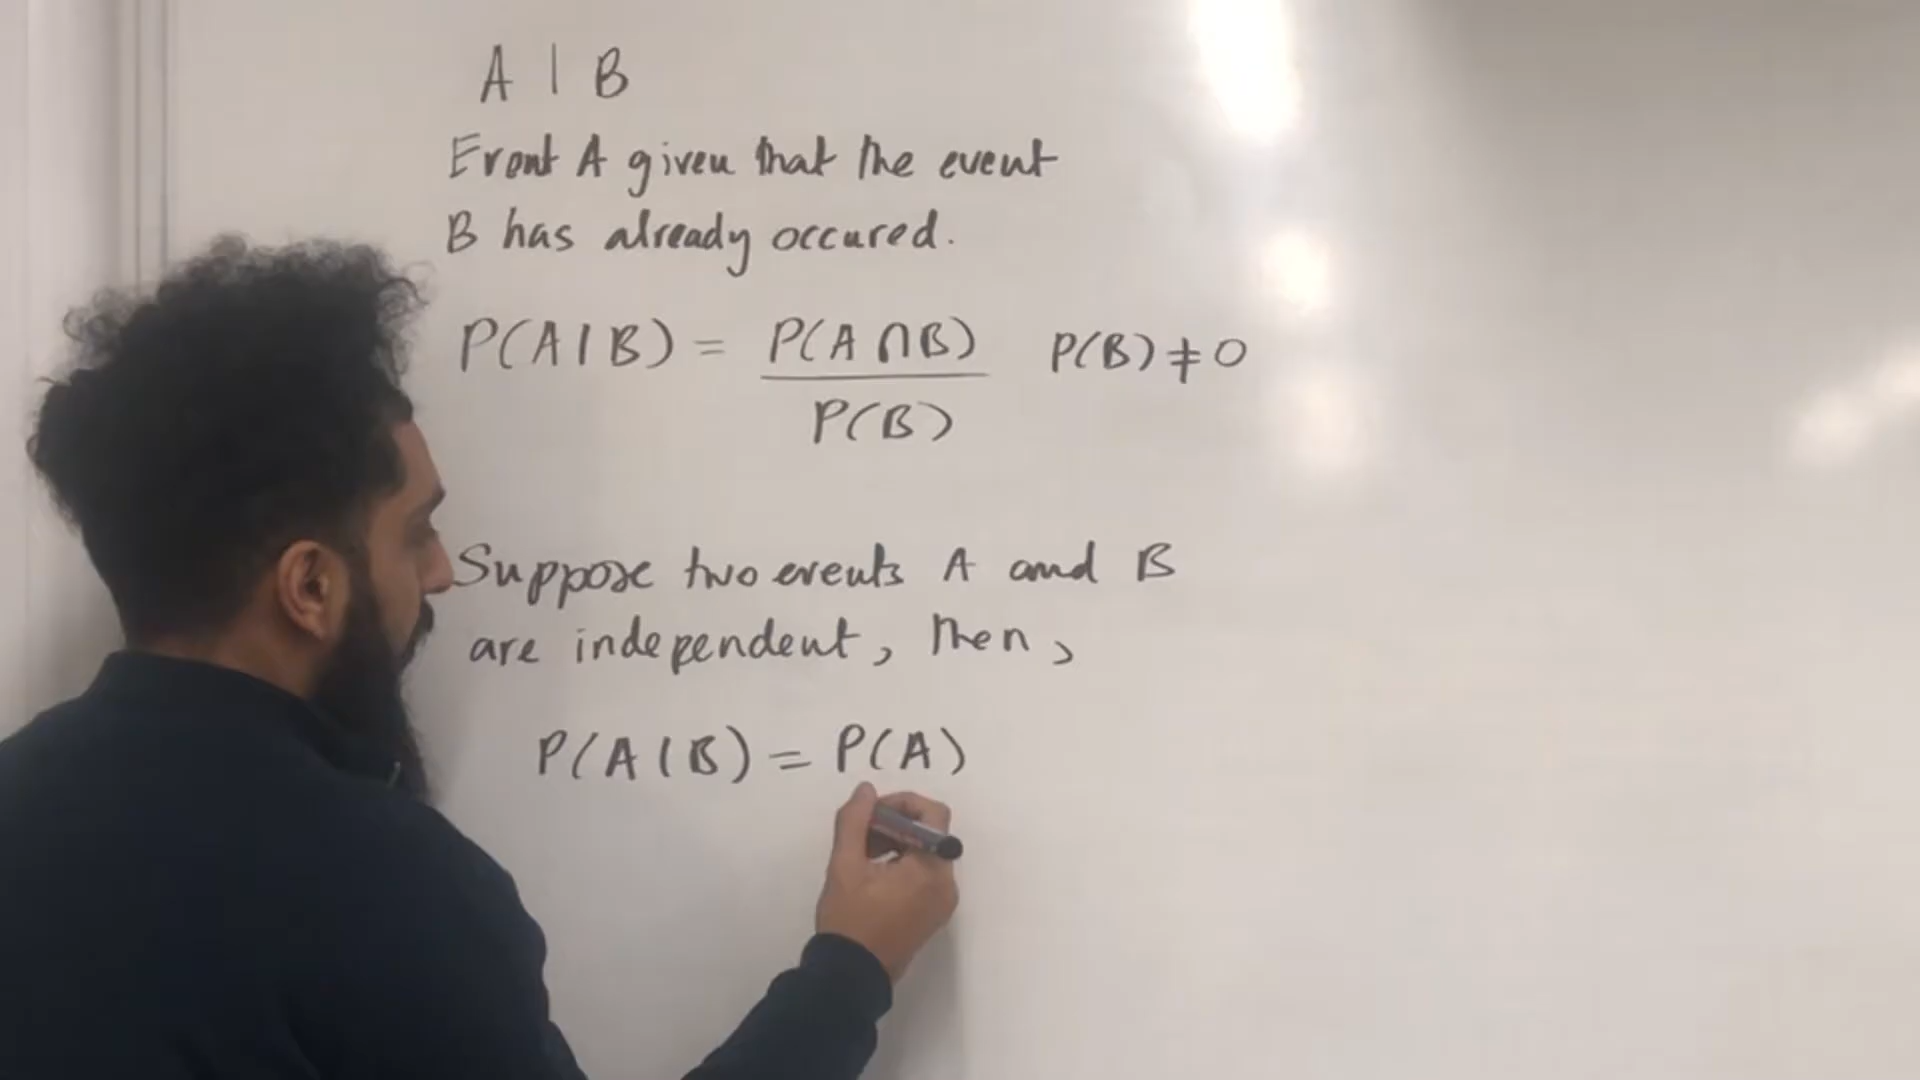 A | B
Event A given that the event
B has already occured.
P(A|B) = P(A ∩ B) / P(B)   P(B) ≠ 0
Suppose two events A and B
are independent, then,
P(A|B) = P(A)